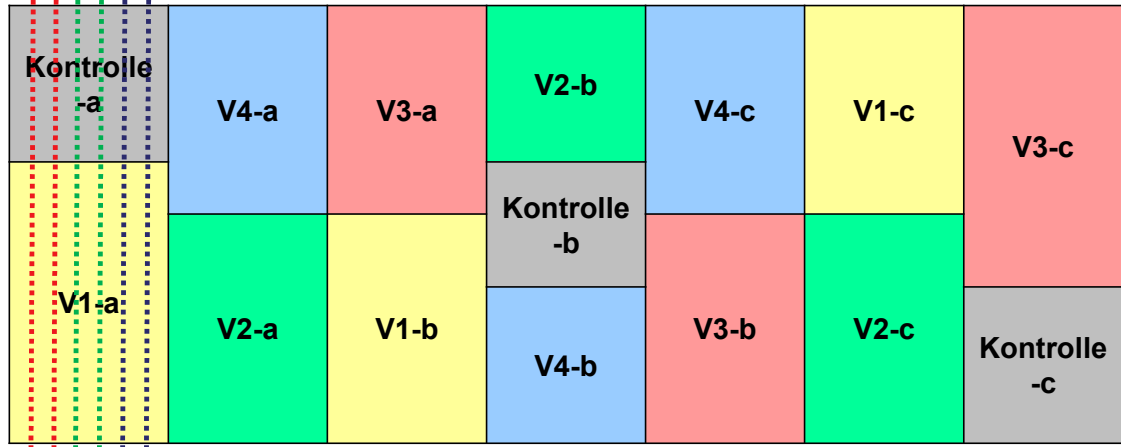 Kontrolle
-a
V1-a
V4-a
V2-a
V3-a
V1-b
V2-b
Kontrolle
-b
V4-b
V4-c
V3-b
V1-c
V2-c
V3-c
Kontrolle
-c